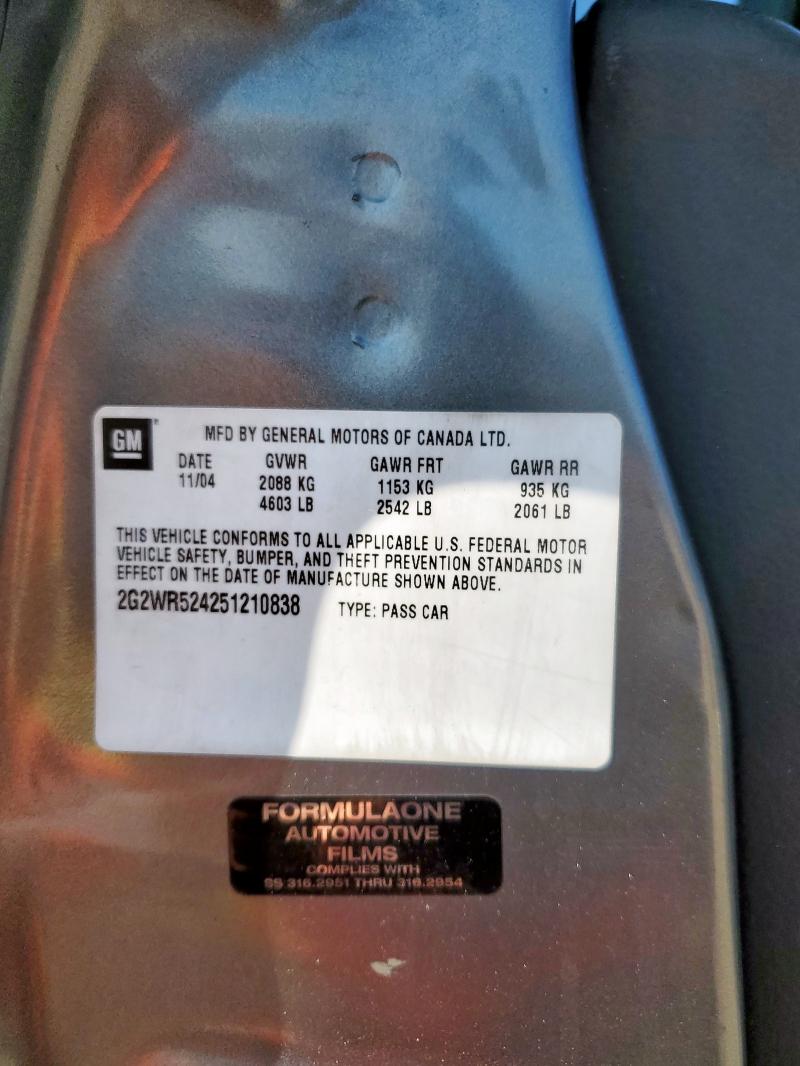 GM
MFD BY GENERAL MOTORS OF CANADA LTD.
DATE GVWR GAWR FRT GAWR RR
11/04 2088 KG 1153 KG 935 KG
4603 LB 2542 LB 2061 LB
THIS VEHICLE CONFORMS TO ALL APPLICABLE U.S. FEDERAL MOTOR
VEHICLE SAFETY, BUMPER, AND THEFT PREVENTION STANDARDS IN
EFFECT ON THE DATE OF MANUFACTURE SHOWN ABOVE.
2G2WR524251210838 TYPE: PASS CAR
FORMULAONE
AUTOMOTIVE
FILMS
COMPLIES WITH
SS 316.2951 THRU 316.2954